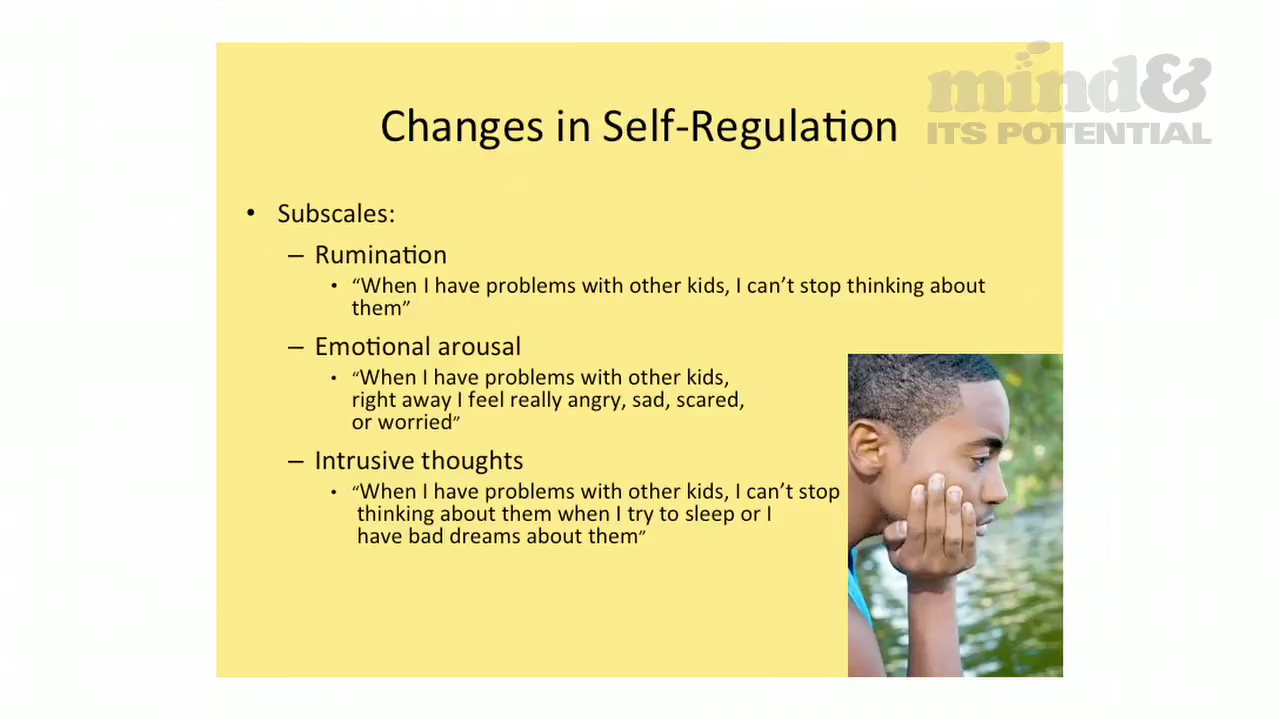 mind&
ITS POTENTIAL
Changes in Self-Regulation
• Subscales:
– Rumination
• “When I have problems with other kids, I can’t stop thinking about
them”
– Emotional arousal
• “When I have problems with other kids,
right away I feel really angry, sad, scared,
or worried”
– Intrusive thoughts
• “When I have problems with other kids, I can’t stop
thinking about them when I try to sleep or I
have bad dreams about them”